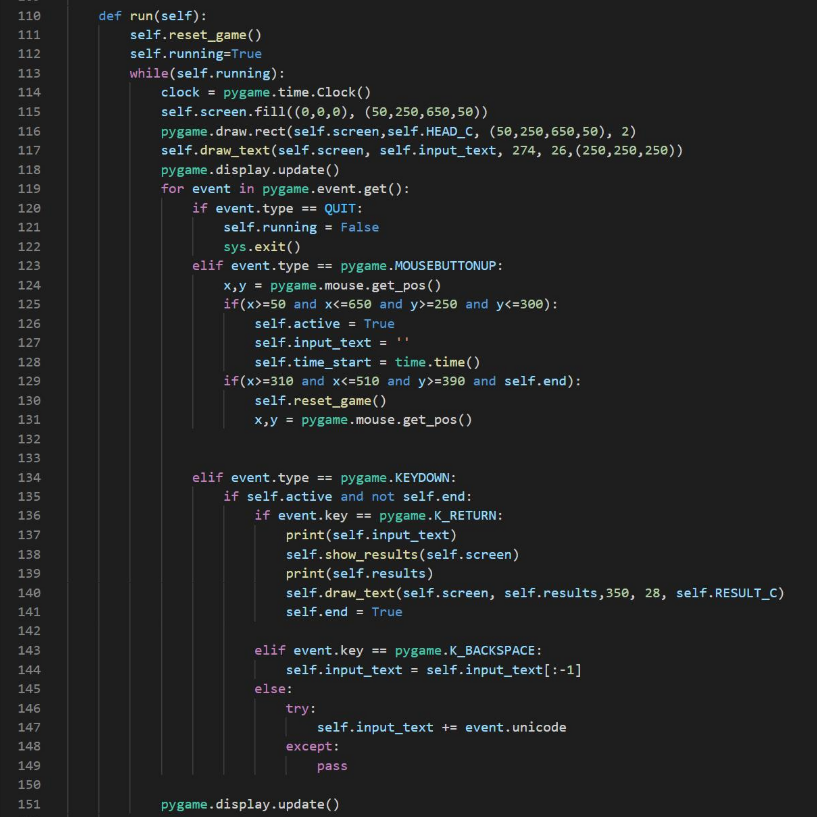 110 def run(self):
111 self.reset_game()
112 self.running=True
113 while(self.running):
114 clock = pygame.time.Clock()
115 self.screen.fill((0,0,0), (50,250,650,50))
116 pygame.draw.rect(self.screen,self.HEAD_C, (50,250,650,50), 2)
117 self.draw_text(self.screen, self.input_text, 274, 26,(250,250,250))
118 pygame.display.update()
119 for event in pygame.event.get():
120 if event.type == QUIT:
121 self.running = False
122 sys.exit()
123 elif event.type == pygame.MOUSEBUTTONUP:
124 x,y = pygame.mouse.get_pos()
125 if(x>=50 and x<=650 and y>=250 and y<=300):
126 self.active = True
127 self.input_text = ''
128 self.time_start = time.time()
129 if(x>=310 and x<=510 and y>=390 and self.end):
130 self.reset_game()
131 x,y = pygame.mouse.get_pos()
132
133
134 elif event.type == pygame.KEYDOWN:
135 if self.active and not self.end:
136 if event.key == pygame.K_RETURN:
137 print(self.input_text)
138 self.show_results(self.screen)
139 print(self.results)
140 self.draw_text(self.screen, self.results,350, 28, self.RESULT_C)
141 self.end = True
142
143 elif event.key == pygame.K_BACKSPACE:
144 self.input_text = self.input_text[:-1]
145 else:
146 try:
147 self.input_text += event.unicode
148 except:
149 pass
150
151 pygame.display.update()